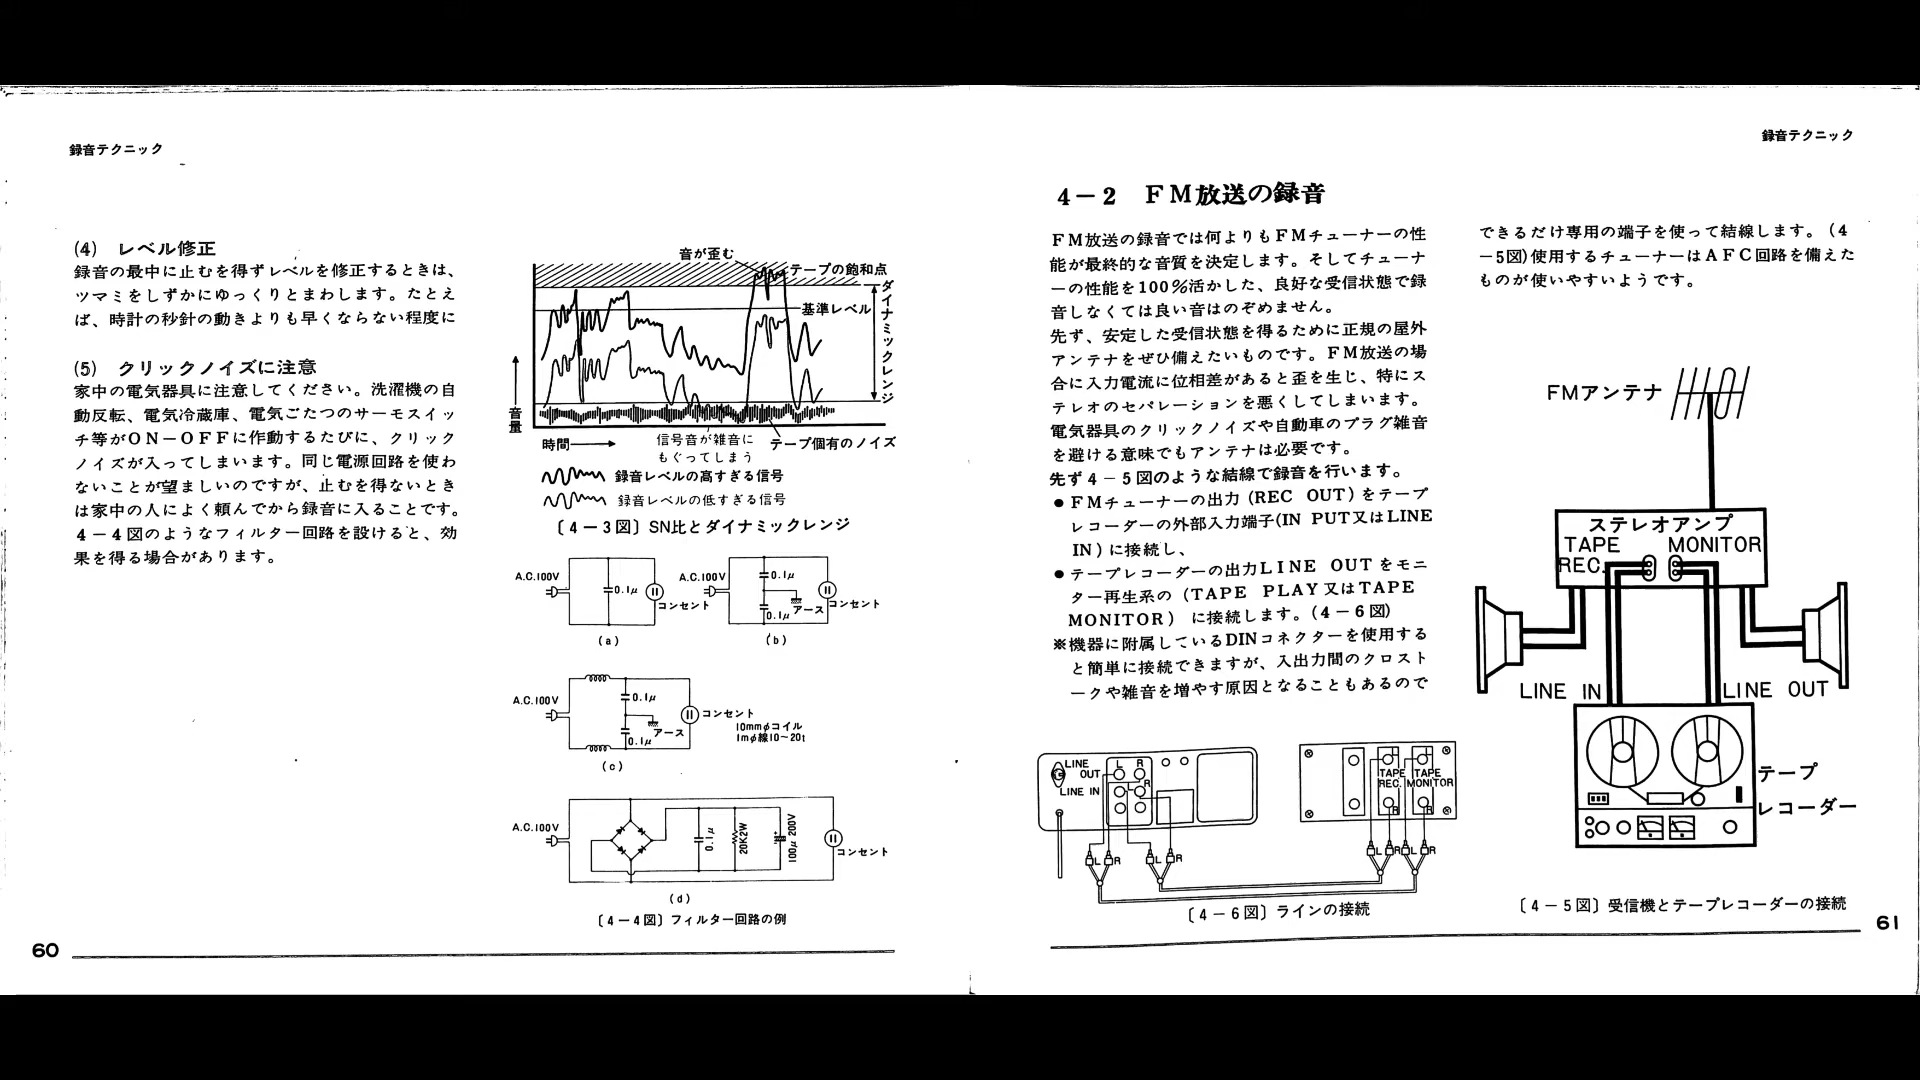 録音テクニック
(4) レベル修正
録音の最中に止むを得ずレベルを修正するときは、
ツマミをしずかにゆっくりとまわします。たとえ
ば、時計の秒針の動きよりも早くならない程度に
(5) クリックノイズに注意
家中の電気器具に注意してください。洗濯機の自
動反転、電気冷蔵庫、電気ごたつのサーモスイッ
チ等がON－OFFに作動するたびに、クリック
ノイズが入ってしまいます。同じ電源回路を使わ
ないことが望ましいのですが、止むを得ないとき
は家中の人によく頼んでから録音に入ることです。
4－4図のようなフィルター回路を設けると、効
果を得る場合があります。
音が歪む
テープの飽和点
基準レベル
ダイナミックレンジ
音量
時間
信号音が雑音に
もぐってしまう
テープ個有のノイズ
録音レベルの高すぎる信号
録音レベルの低すぎる信号
〔4－3図〕SN比とダイナミックレンジ
A.C.100V
0.1μ
コンセント
(a)
A.C.100V
0.1μ
アース
0.1μ
コンセント
(b)
A.C.100V
0.1μ
アース
0.1μ
コンセント
10mmφコイル
1mφ線10~20t
(c)
A.C.100V
0.1μ
20K2W
100μ 200V
コンセント
(d)
〔4－4図〕フィルター回路の例
60
録音テクニック
4－2 FM放送の録音
FM放送の録音では何よりもFMチューナーの性
能が最終的な音質を決定します。そしてチューナ
ーの性能を100％活かした、良好な受信状態で録
音しなくては良い音はのぞめません。
先ず、安定した受信状態を得るために正規の屋外
アンテナをぜひ備えたいものです。FM放送の場
合に入力電流に位相差があると歪を生じ、特にス
テレオのセパレーションを悪くしてしまいます。
電気器具のクリックノイズや自動車のプラグ雑音
を避ける意味でもアンテナは必要です。
先ず4－5図のような結線で録音を行います。
●FMチューナーの出力(REC OUT)をテープ
レコーダーの外部入力端子(IN PUT又はLINE
IN)に接続し、
●テープレコーダーの出力LINE OUTをモニ
ター再生系の(TAPE PLAY又はTAPE
MONITOR) に接続します。(4－6図)
※機器に附属しているDINコネクターを使用する
と簡単に接続できますが、入出力間のクロスト
ークや雑音を増やす原因となることもあるので
できるだけ専用の端子を使って結線します。(4
－5図)使用するチューナーはAFC回路を備えた
ものが使いやすいようです。
LINE
OUT
LINE IN
L
R
L
R
L
R
L
R
TAPE
REC.
TAPE
MONITOR
R
R
L
R
L
R
〔4－6図〕ラインの接続
FMアンテナ
ステレオアンプ
TAPE
REC.
MONITOR
LINE IN
LINE OUT
テープ
レコーダー
〔4－5図〕受信機とテープレコーダーの接続
61